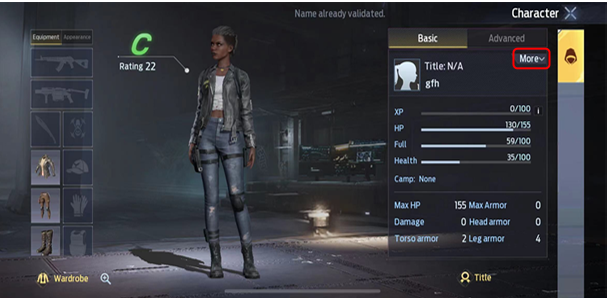 Name already validated.
Character
Equipment Appearance
C
Rating 22
Basic
Advanced
More
Title: N/A
gfh
XP 0/100 i
HP 130/155
Full 59/100
Health 35/100
Camp: None
Max HP 155 Max Armor 0
Damage 0 Head armor 0
Torso armor 2 Leg armor 4
Wardrobe
Title